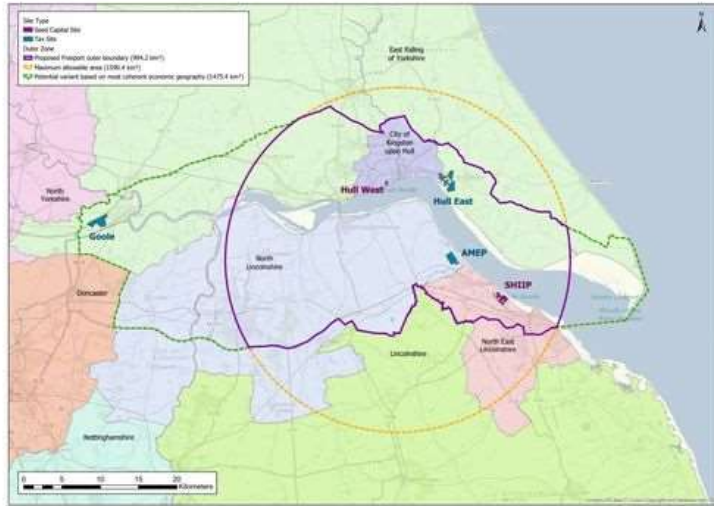 Site Type
Seed Capital Site
Tax Site
Outer Zone
Proposed Freeport outer boundary (994.2 km²)
Maximum allowable area (1590.4 km²)
Potential variant based on most coherent economic geography (1475.4 km²)
N
East Riding
of Yorkshire
City of
Kingston
upon Hull
Hull West
Hull East
North
Yorkshire
Goole
AMEP
North
Lincolnshire
Doncaster
SHIIP
North East
Lincolnshire
Lincolnshire
Nottinghamshire
0 5 10 15 20
Kilometers